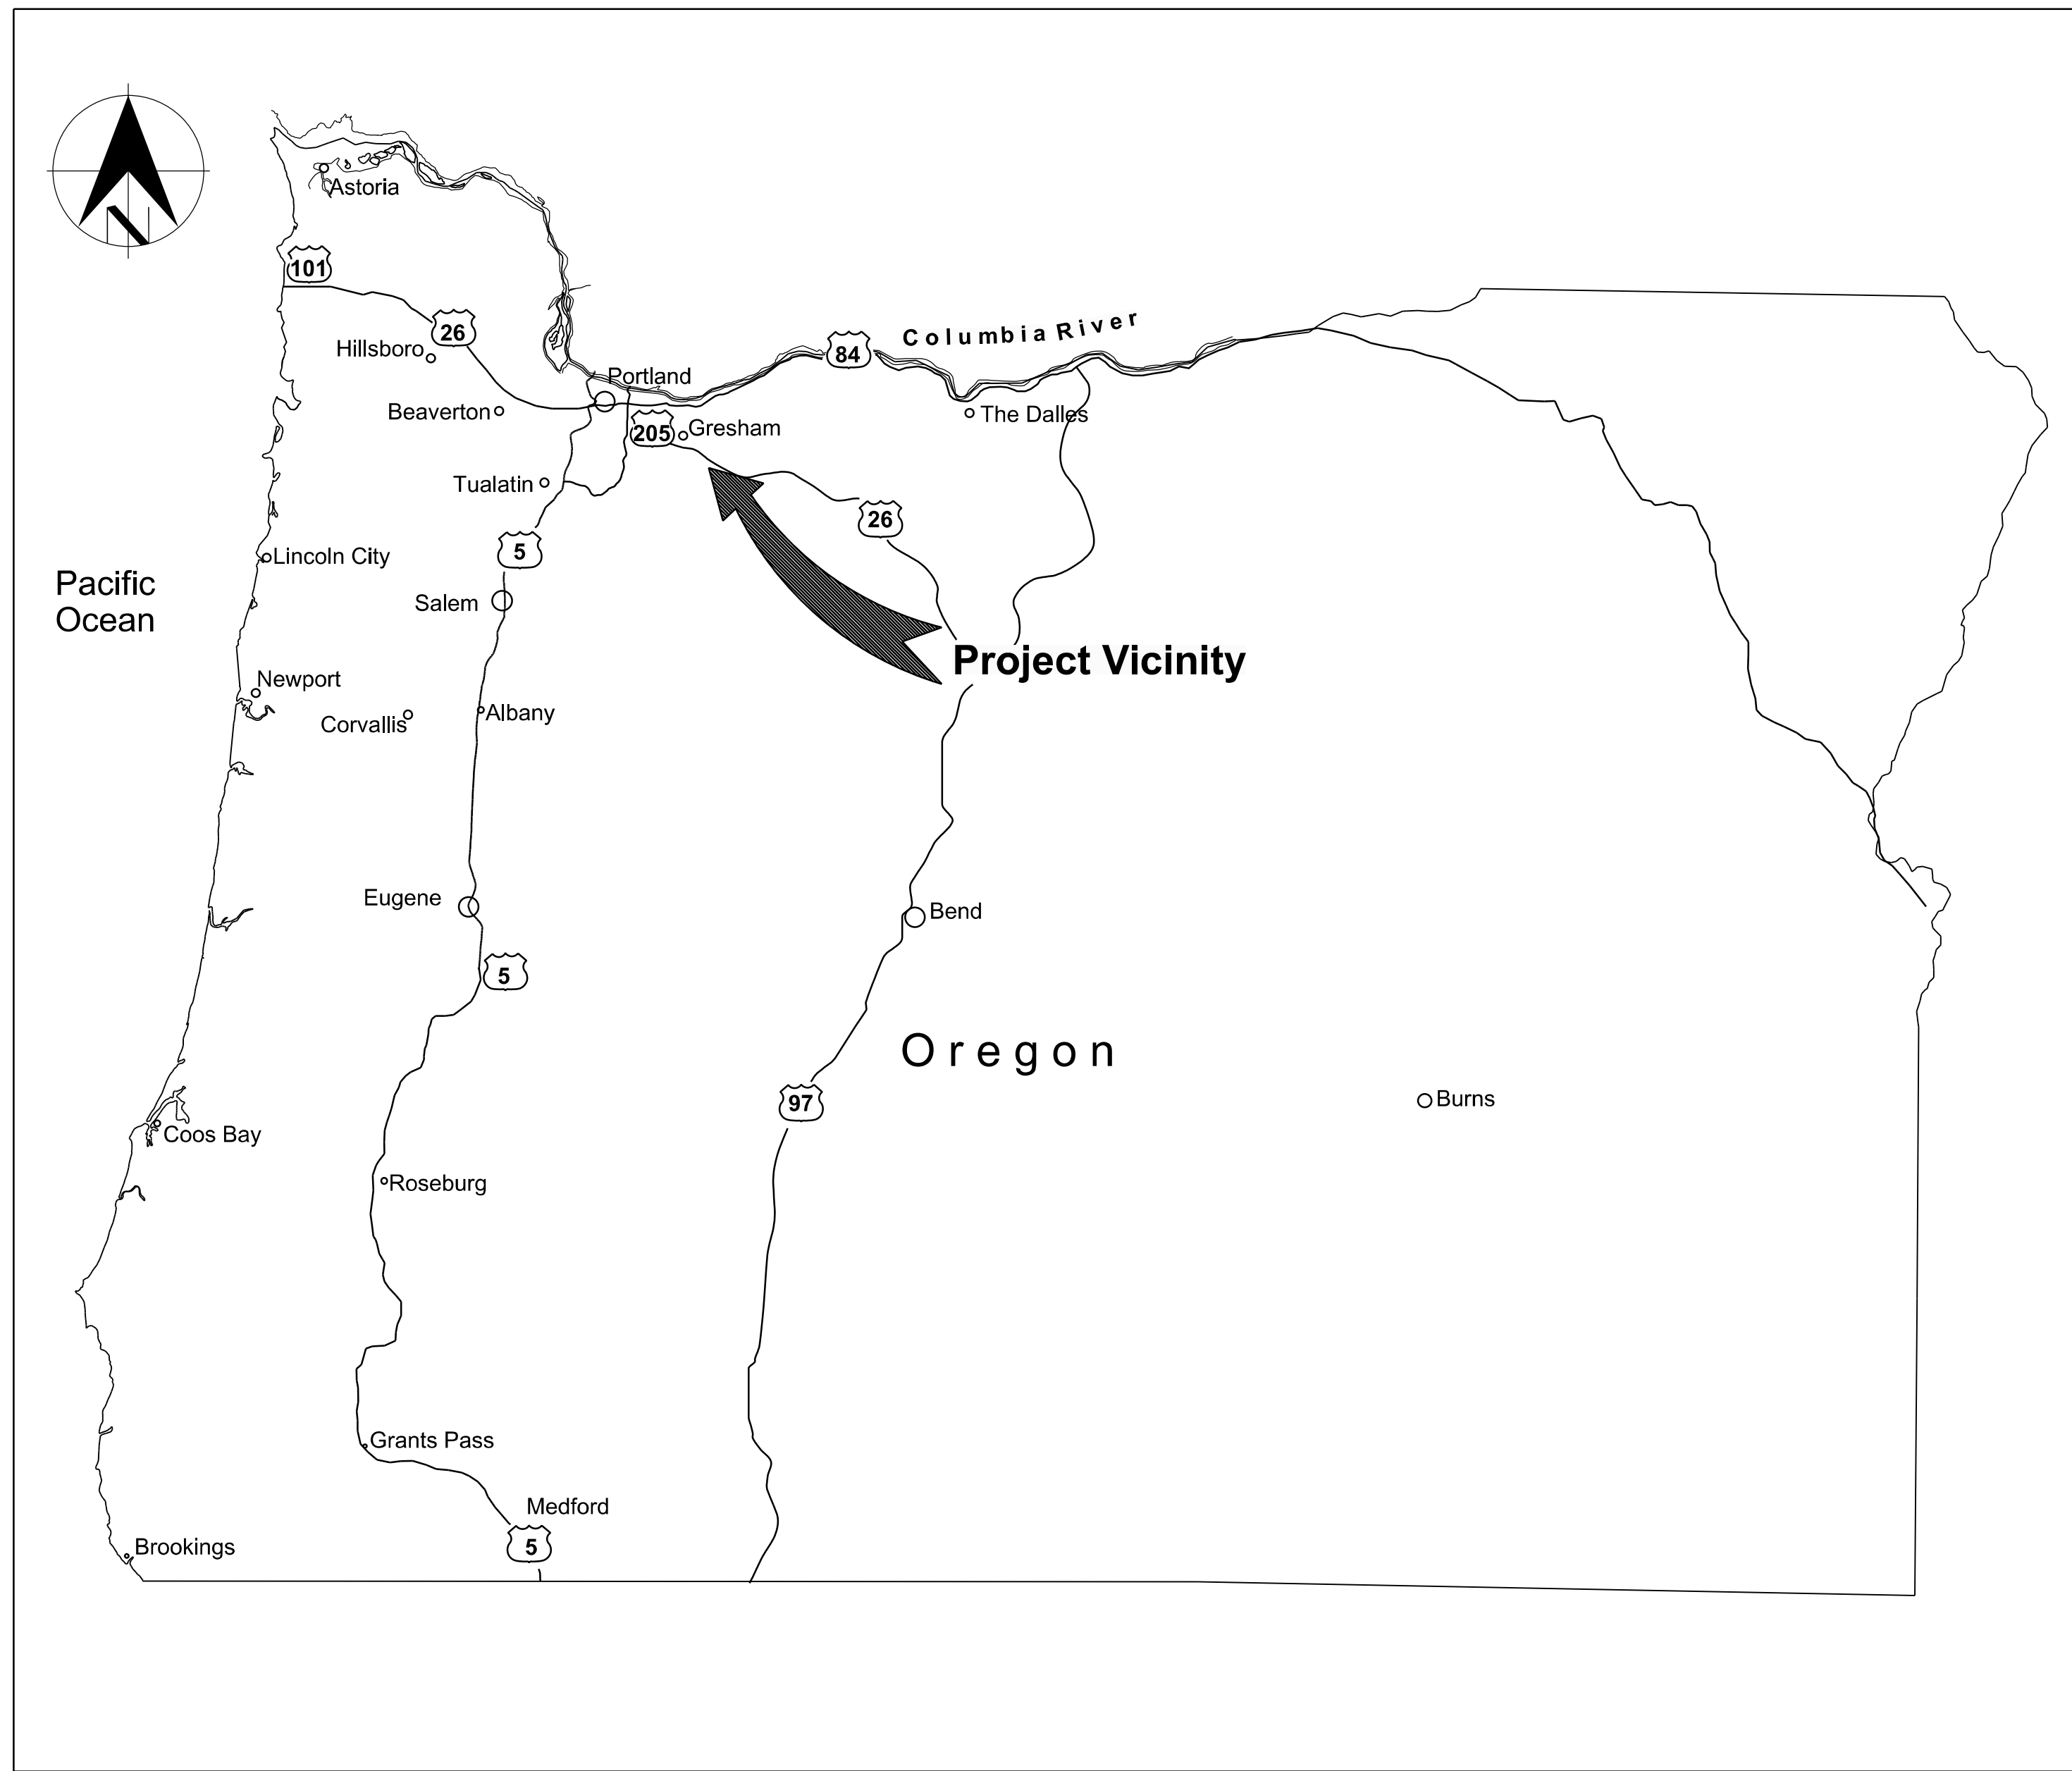 N
Astoria
101
26
Hillsboro
84
Columbia River
Portland
Beaverton
The Dalles
205
Gresham
Tualatin
26
5
Lincoln City
Pacific
Ocean
Salem
Project Vicinity
Newport
Corvallis
Albany
Eugene
Bend
5
Oregon
97
Burns
Coos Bay
Roseburg
Grants Pass
Medford
5
Brookings